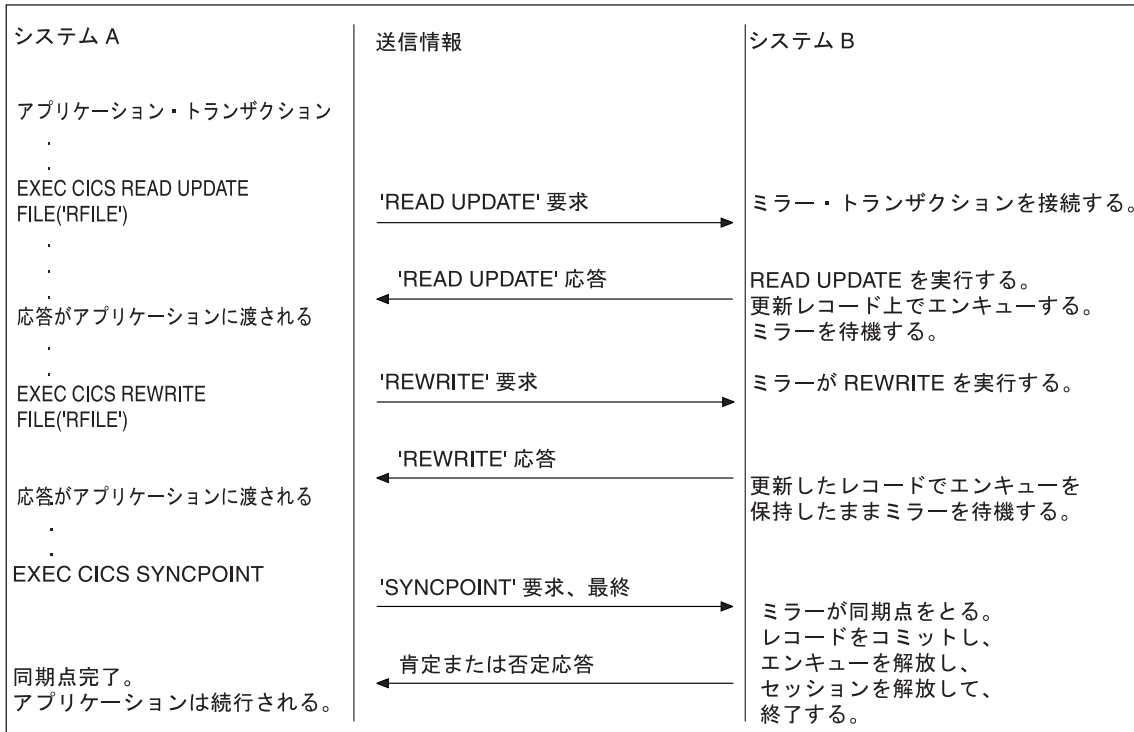 システム A
送信情報
システム B
アプリケーション・トランザクション
.
.
EXEC CICS READ UPDATE
FILE('RFILE')
'READ UPDATE' 要求
ミラー・トランザクションを接続する。
.
.
.
'READ UPDATE' 応答
READ UPDATE を実行する。
更新レコード上でエンキューする。
ミラーを待機する。
応答がアプリケーションに渡される
.
.
EXEC CICS REWRITE
FILE('RFILE')
'REWRITE' 要求
ミラーが REWRITE を実行する。
'REWRITE' 応答
応答がアプリケーションに渡される
更新したレコードでエンキューを
保持したままミラーを待機する。
.
.
.
EXEC CICS SYNCPOINT
'SYNCPOINT' 要求、最終
ミラーが同期点をとる。
レコードをコミットし、
エンキューを解放し、
セッションを解放して、
終了する。
肯定または否定応答
同期点完了。
アプリケーションは続行される。